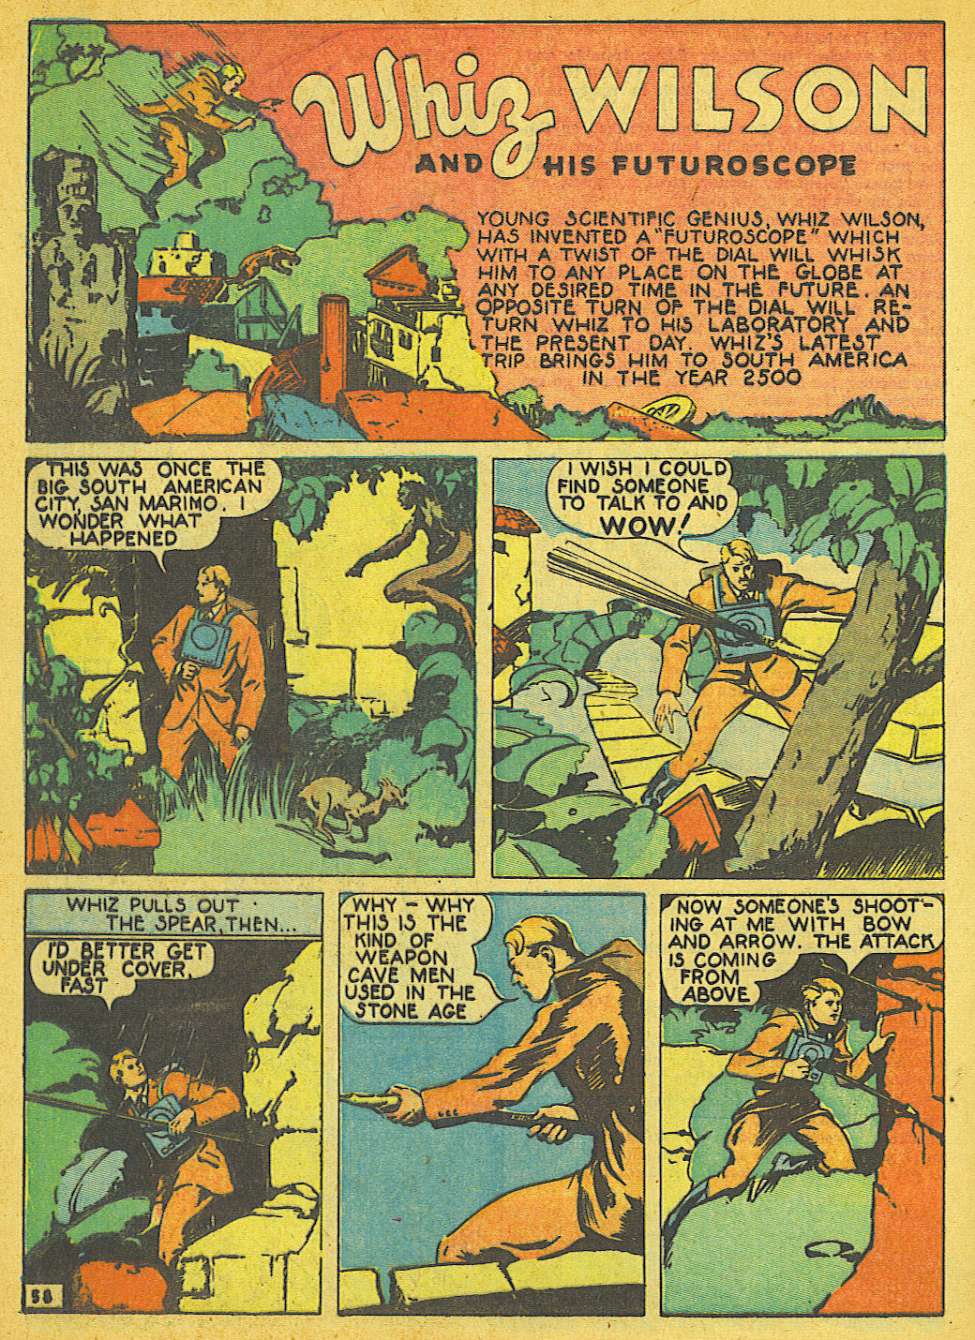 Whiz WILSON
AND HIS FUTUROSCOPE
YOUNG SCIENTIFIC GENIUS, WHIZ WILSON,
HAS INVENTED A "FUTUROSCOPE" WHICH
WITH A TWIST OF THE DIAL WILL WHISK
HIM TO ANY PLACE ON THE GLOBE AT
ANY DESIRED TIME IN THE FUTURE. AN
OPPOSITE TURN OF THE DIAL WILL RE-
TURN WHIZ TO HIS LABORATORY AND
THE PRESENT DAY. WHIZ'S LATEST
TRIP BRINGS HIM TO SOUTH AMERICA
IN THE YEAR 2500
THIS WAS ONCE THE
BIG SOUTH AMERICAN
CITY, SAN MARIMO. I
WONDER WHAT
HAPPENED
I WISH I COULD
FIND SOMEONE
TO TALK TO AND
WOW!
WHIZ PULLS OUT
THE SPEAR, THEN...
I'D BETTER GET
UNDER COVER,
FAST
WHY - WHY
THIS IS THE
KIND OF
WEAPON
CAVE MEN
USED IN THE
STONE AGE.
NOW SOMEONE'S SHOOT-
ING AT ME WITH BOW
AND ARROW. THE ATTACK
IS COMING
FROM
ABOVE
58